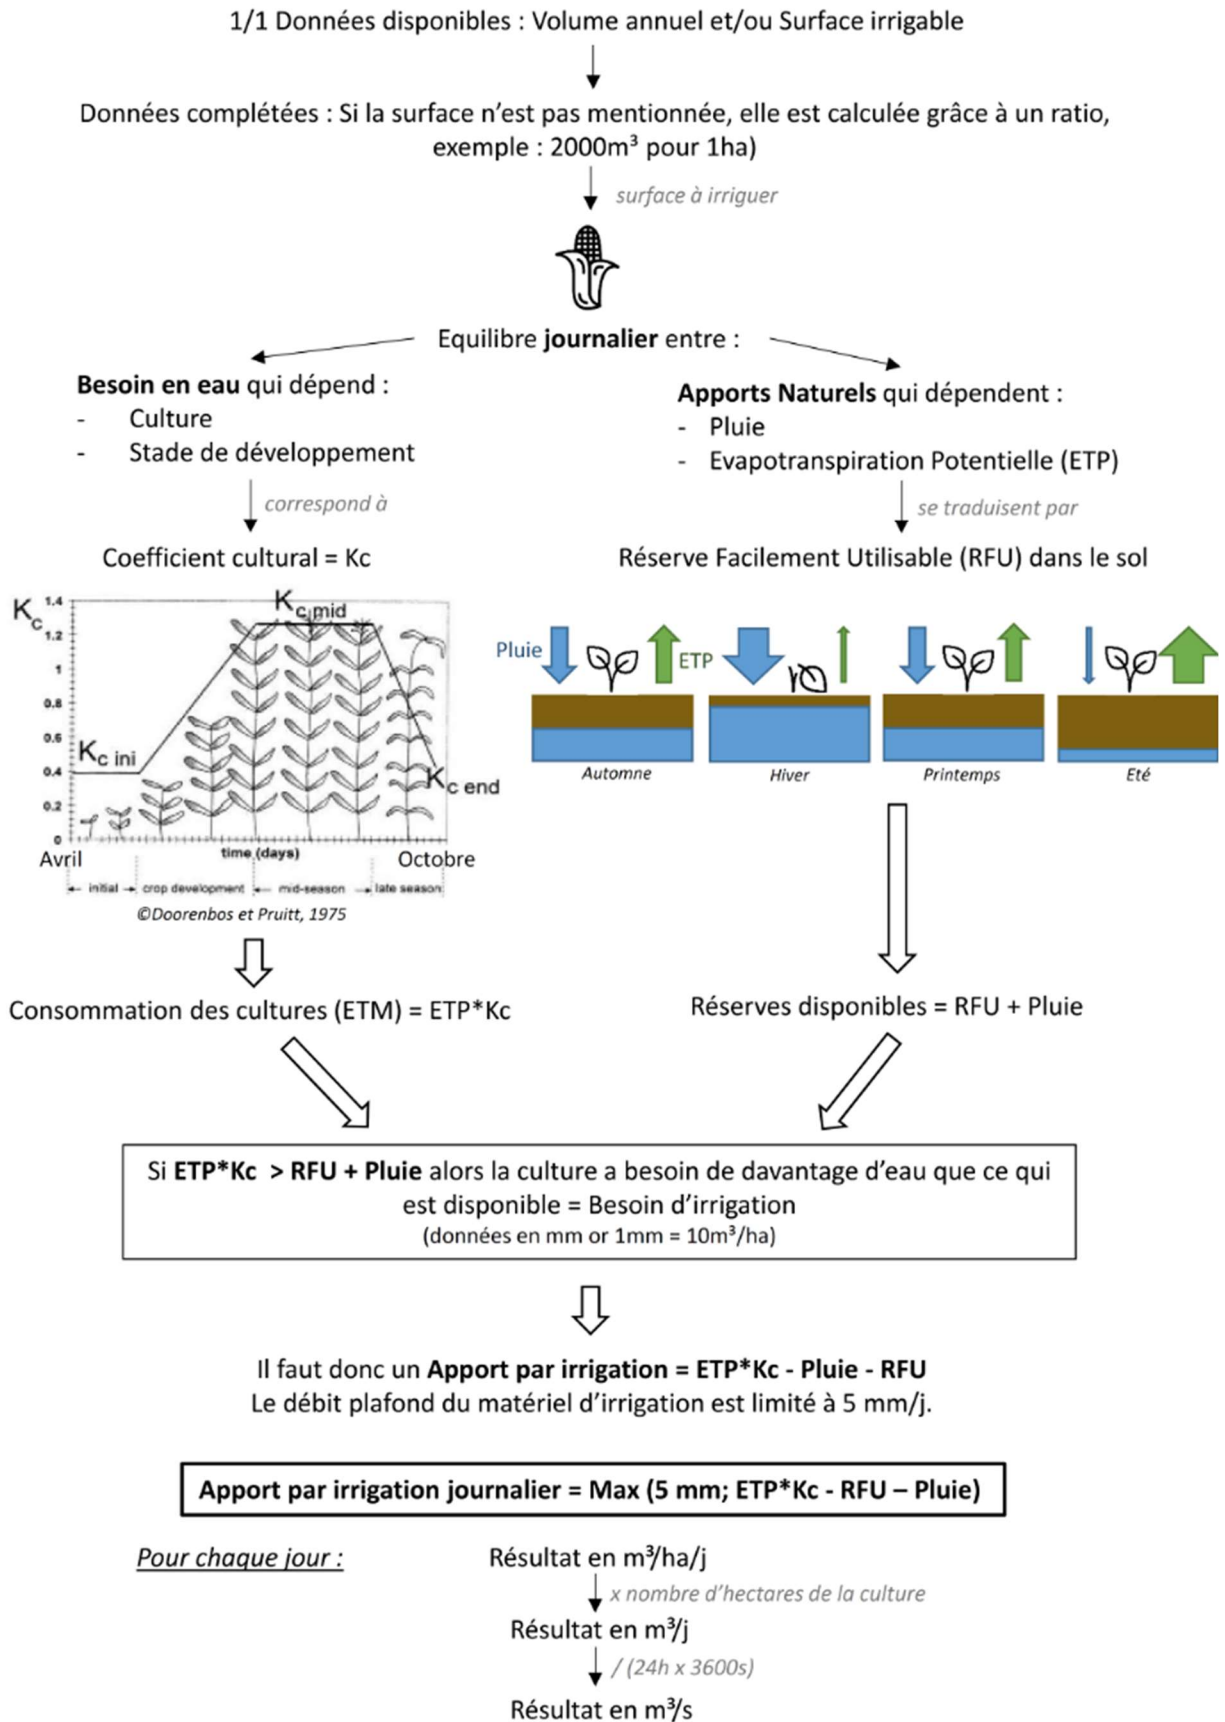 1/1 Données disponibles : Volume annuel et/ou Surface irrigable
Données complétées : Si la surface n'est pas mentionnée, elle est calculée grâce à un ratio,
exemple : 2000m³ pour 1ha)
surface à irriguer
Equilibre journalier entre :
Besoin en eau qui dépend :
- Culture
- Stade de développement
correspond à
Coefficient cultural = Kc
Apports Naturels qui dépendent :
- Pluie
- Evapotranspiration Potentielle (ETP)
se traduisent par
Réserve Facilement Utilisable (RFU) dans le sol
Kc
1.4
1.2
1
0.8
0.6
0.4
0.2
0
Kc mid
Kc ini
Kc end
Avril
time (days)
Octobre
initial
crop development
mid-season
late season
©Doorenbos et Pruitt, 1975
Pluie
ETP
Automne
Hiver
Printemps
Eté
Consommation des cultures (ETM) = ETP*Kc
Réserves disponibles = RFU + Pluie
Si ETP*Kc > RFU + Pluie alors la culture a besoin de davantage d'eau que ce qui
est disponible = Besoin d'irrigation
(données en mm or 1mm = 10m³/ha)
Il faut donc un Apport par irrigation = ETP*Kc - Pluie - RFU
Le débit plafond du matériel d'irrigation est limité à 5 mm/j.
Apport par irrigation journalier = Max (5 mm; ETP*Kc - RFU – Pluie)
Pour chaque jour :
Résultat en m³/ha/j
x nombre d'hectares de la culture
Résultat en m³/j
/ (24h x 3600s)
Résultat en m³/s